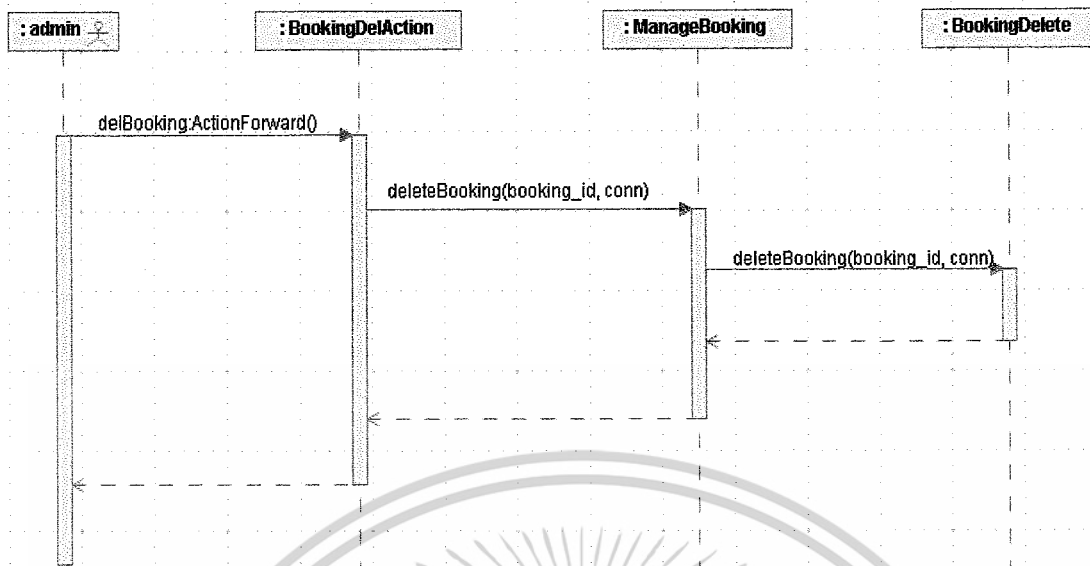 : admin
: BookingDelAction
: ManageBooking
: BookingDelete
delBooking:ActionForward()
deleteBooking(booking_id, conn)
deleteBooking(booking_id, conn)